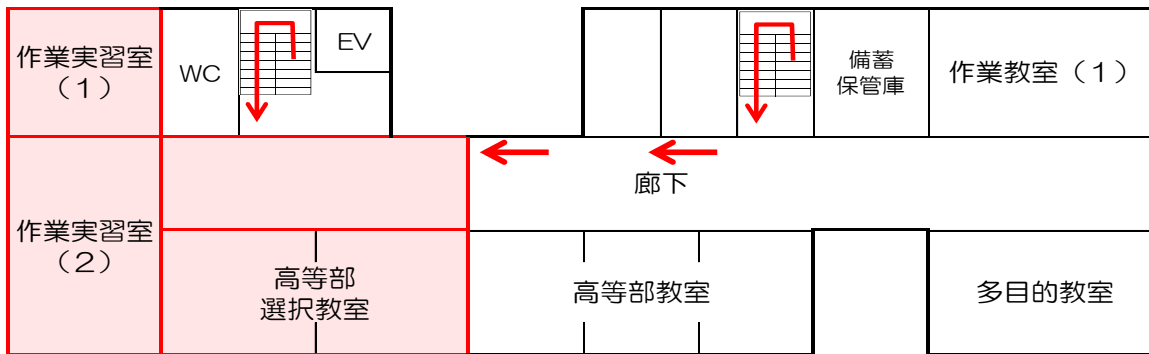 作業実習室
（１）
WC
EV
備蓄
保管庫
作業教室（１）
廊下
作業実習室
（２）
高等部
選択教室
高等部教室
多目的教室